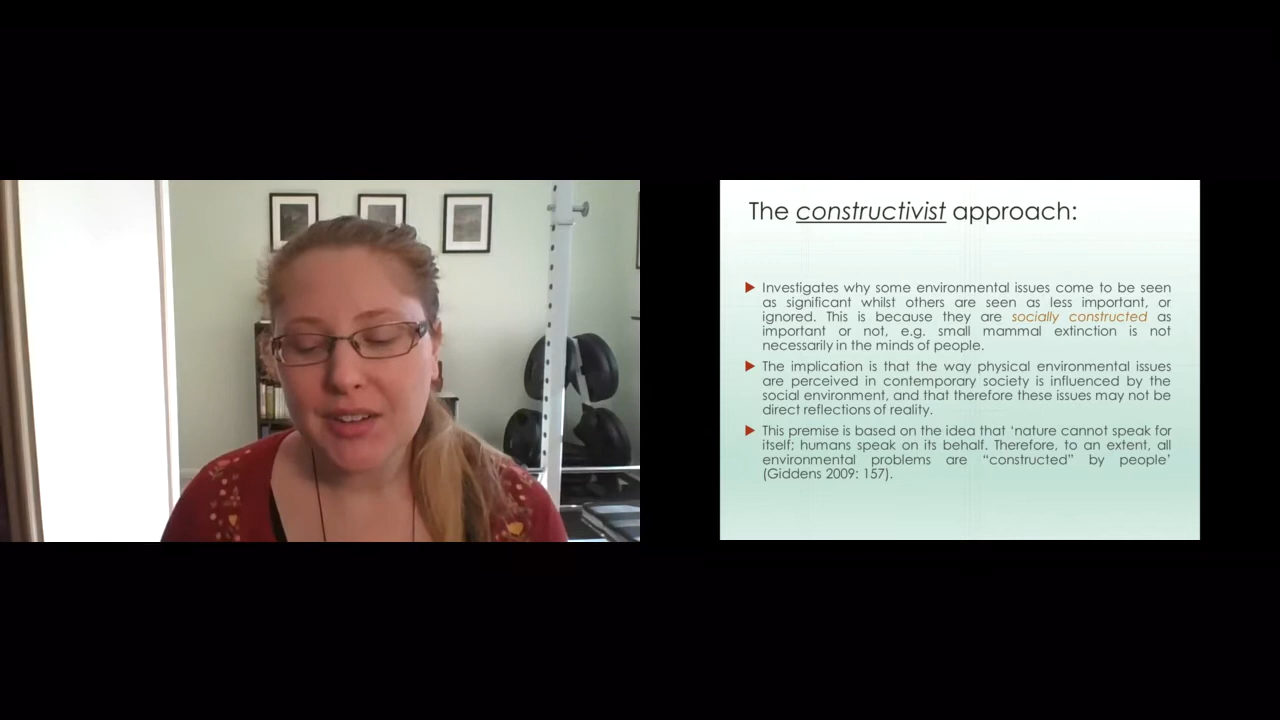 The constructivist approach:
Investigates why some environmental issues come to be seen
as significant whilst others are seen as less important, or
ignored. This is because they are socially constructed as
important or not, e.g. small mammal extinction is not
necessarily in the minds of people.
The implication is that the way physical environmental issues
are perceived in contemporary society is influenced by the
social environment, and that therefore these issues may not be
direct reflections of reality.
This premise is based on the idea that ‘nature cannot speak for
itself; humans speak on its behalf. Therefore, to an extent, all
environmental problems are “constructed” by people’
(Giddens 2009: 157).